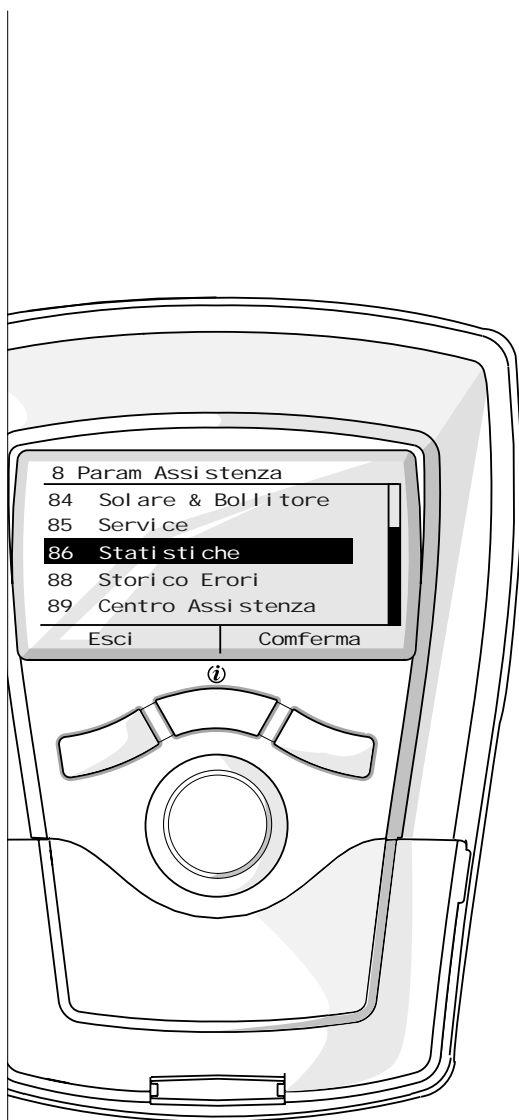 8 Param Assistenza
84 Solare & Bollitore
85 Service
86 Statistiche
88 Storico Erori
89 Centro Assistenza
Esci Comferma
i